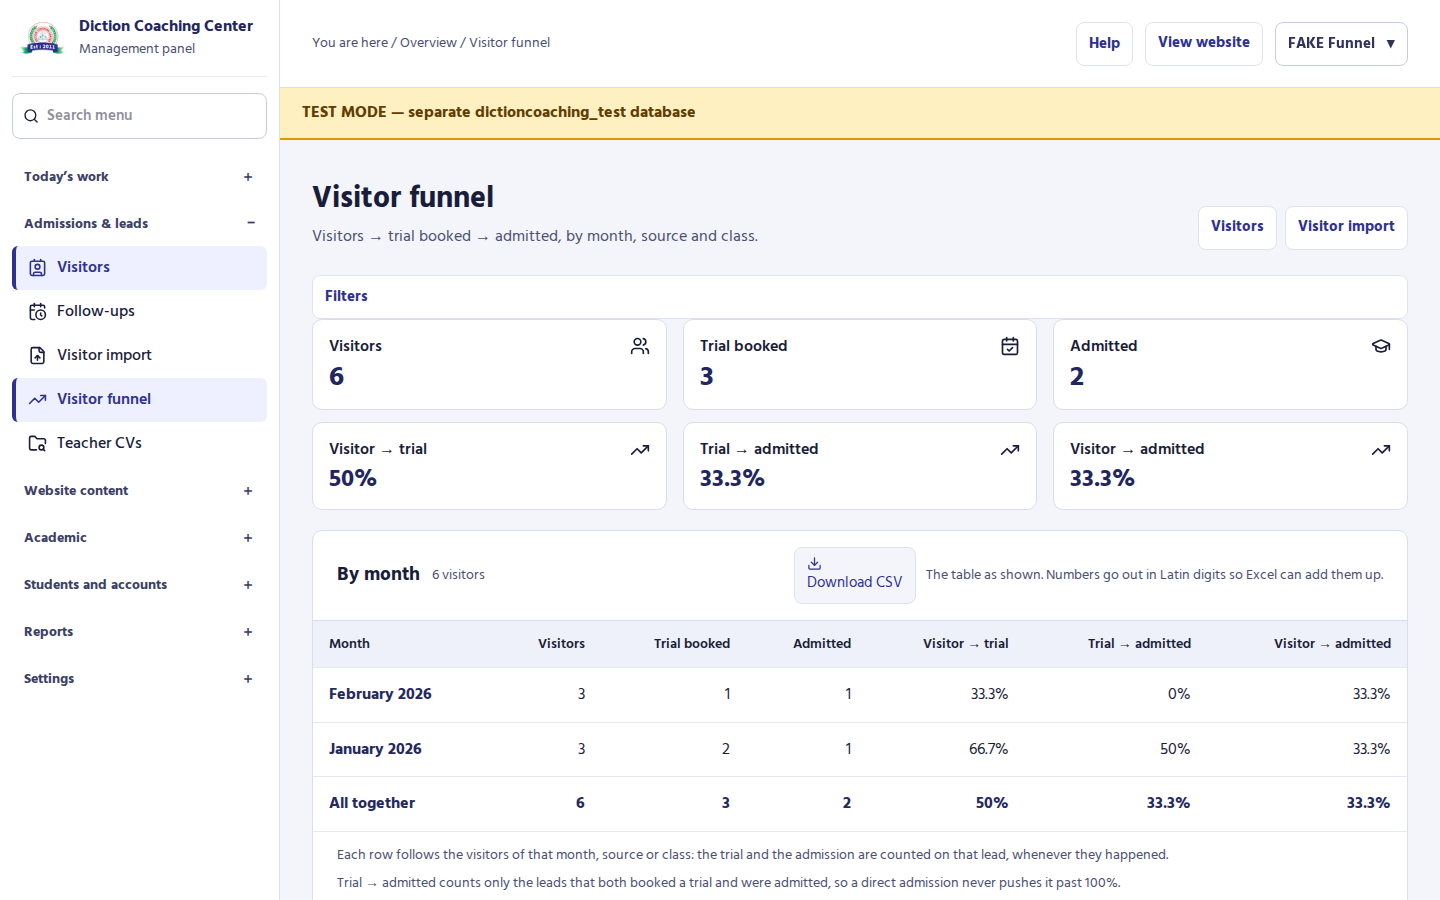 Diction Coaching Center
Management panel
Est : 2011
Search menu
Today's work +
Admissions & leads −
Visitors
Follow-ups
Visitor import
Visitor funnel
Teacher CVs
Website content +
Academic +
Students and accounts +
Reports +
Settings +
You are here / Overview / Visitor funnel
Help
View website
FAKE Funnel ▼
TEST MODE — separate dictioncoaching_test database
Visitor funnel
Visitors → trial booked → admitted, by month, source and class.
Visitors
Visitor import
Filters
Visitors
6
Trial booked
3
Admitted
2
Visitor → trial
50%
Trial → admitted
33.3%
Visitor → admitted
33.3%
By month 6 visitors
Download CSV
The table as shown. Numbers go out in Latin digits so Excel can add them up.
Month Visitors Trial booked Admitted Visitor → trial Trial → admitted Visitor → admitted
February 2026 3 1 1 33.3% 0% 33.3%
January 2026 3 2 1 66.7% 50% 33.3%
All together 6 3 2 50% 33.3% 33.3%
Each row follows the visitors of that month, source or class: the trial and the admission are counted on that lead, whenever they happened.
Trial → admitted counts only the leads that both booked a trial and were admitted, so a direct admission never pushes it past 100%.